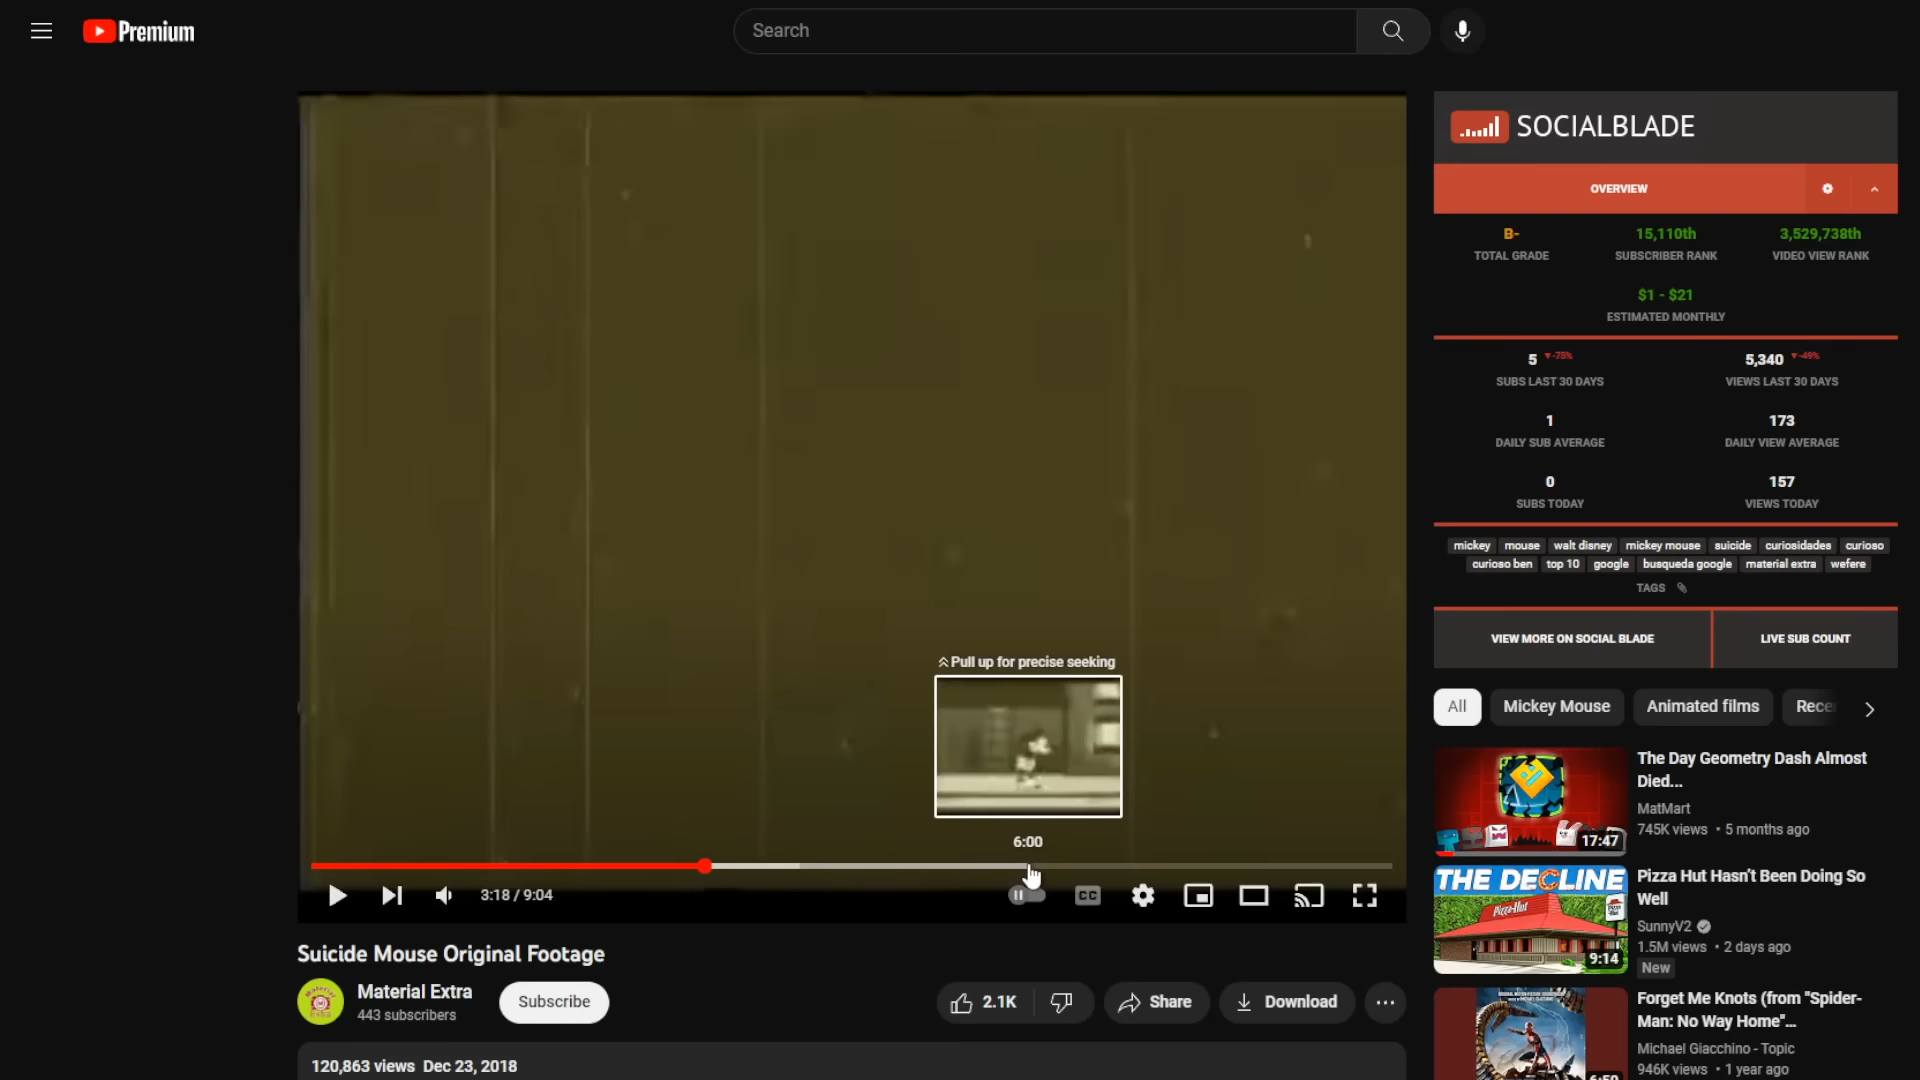 Premium
Search
Pull up for precise seeking
6:00
3:18 / 9:04
CC
Suicide Mouse Original Footage
Material Extra
443 subscribers
Subscribe
2.1K
Share
Download
120,863 views Dec 23, 2018
SOCIALBLADE
OVERVIEW
B- 15,110th 3,529,738th
TOTAL GRADE SUBSCRIBER RANK VIDEO VIEW RANK
$1 - $21
ESTIMATED MONTHLY
5 ▼-75% 5,340 ▼-49%
SUBS LAST 30 DAYS VIEWS LAST 30 DAYS
1 173
DAILY SUB AVERAGE DAILY VIEW AVERAGE
0 157
SUBS TODAY VIEWS TODAY
mickey mouse walt disney mickey mouse suicide curiosidades curioso
curioso ben top 10 google busqueda google material extra wefere
TAGS
VIEW MORE ON SOCIAL BLADE LIVE SUB COUNT
All Mickey Mouse Animated films Rece
The Day Geometry Dash Almost
Died...
MatMart
745K views • 5 months ago
17:47
THE DECLINE
Pizza Hut
9:14
Pizza Hut Hasn't Been Doing So
Well
SunnyV2
1.5M views • 2 days ago
New
Forget Me Knots (from "Spider-
Man: No Way Home"...
Michael Giacchino - Topic
946K views • 1 year ago